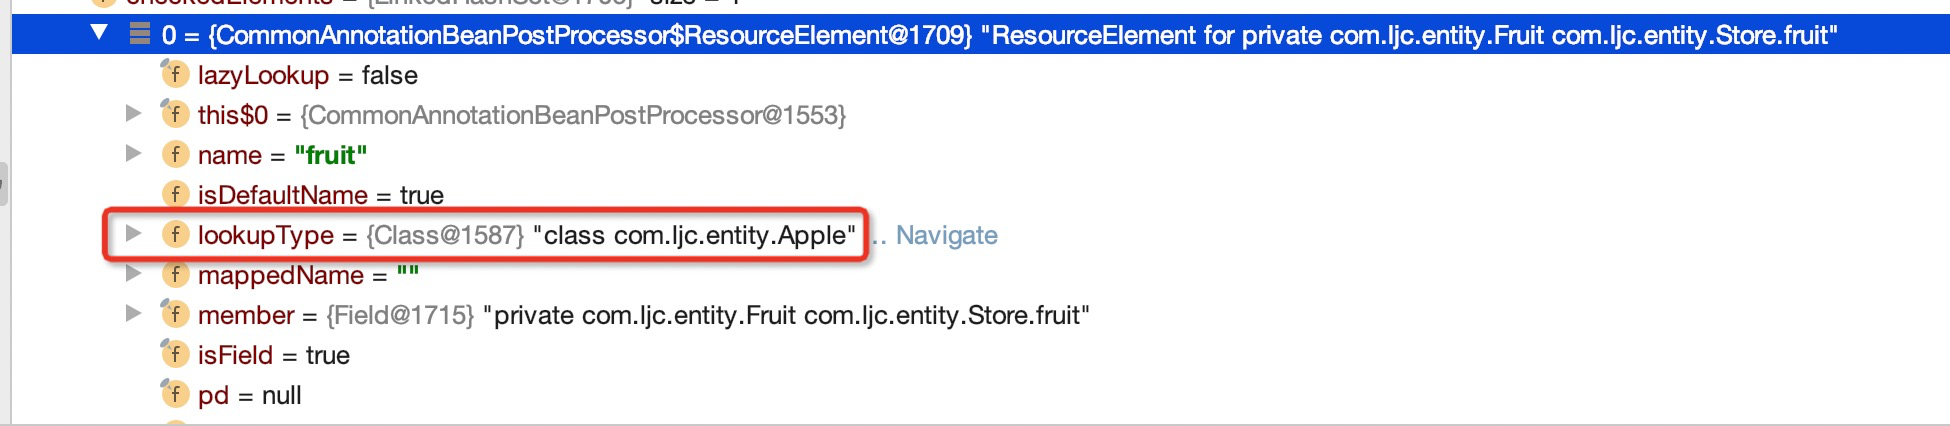 0 = {CommonAnnotationBeanPostProcessor$ResourceElement@1709} "ResourceElement for private com.ljc.entity.Fruit com.ljc.entity.Store.fruit"
f lazyLookup = false
f this$0 = {CommonAnnotationBeanPostProcessor@1553}
f name = "fruit"
f isDefaultName = true
f lookupType = {Class@1587} "class com.ljc.entity.Apple" .. Navigate
f mappedName = ""
f member = {Field@1715} "private com.ljc.entity.Fruit com.ljc.entity.Store.fruit"
f isField = true
f pd = null